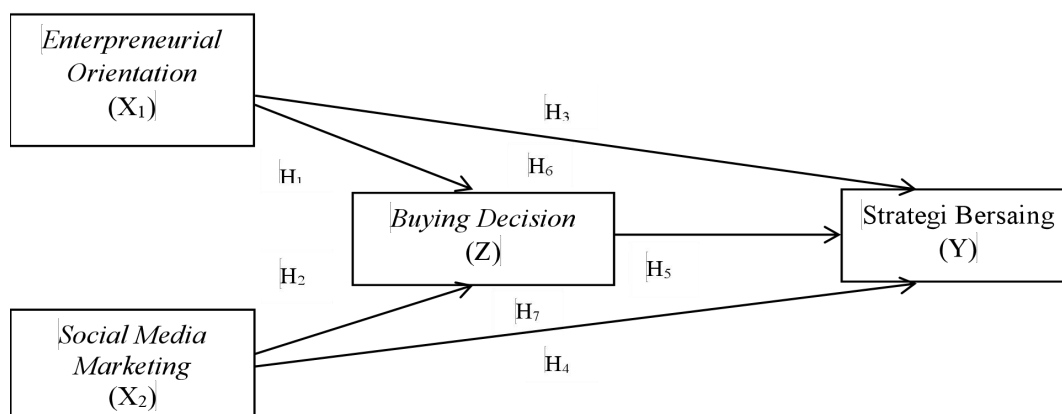 Enterpreneurial
Orientation
(X₁)
H₃
H₁
H₆
Buying Decision
(Z)
Strategi Bersaing
(Y)
H₂
H₅
Social Media
Marketing
(X₂)
H₇
H₄